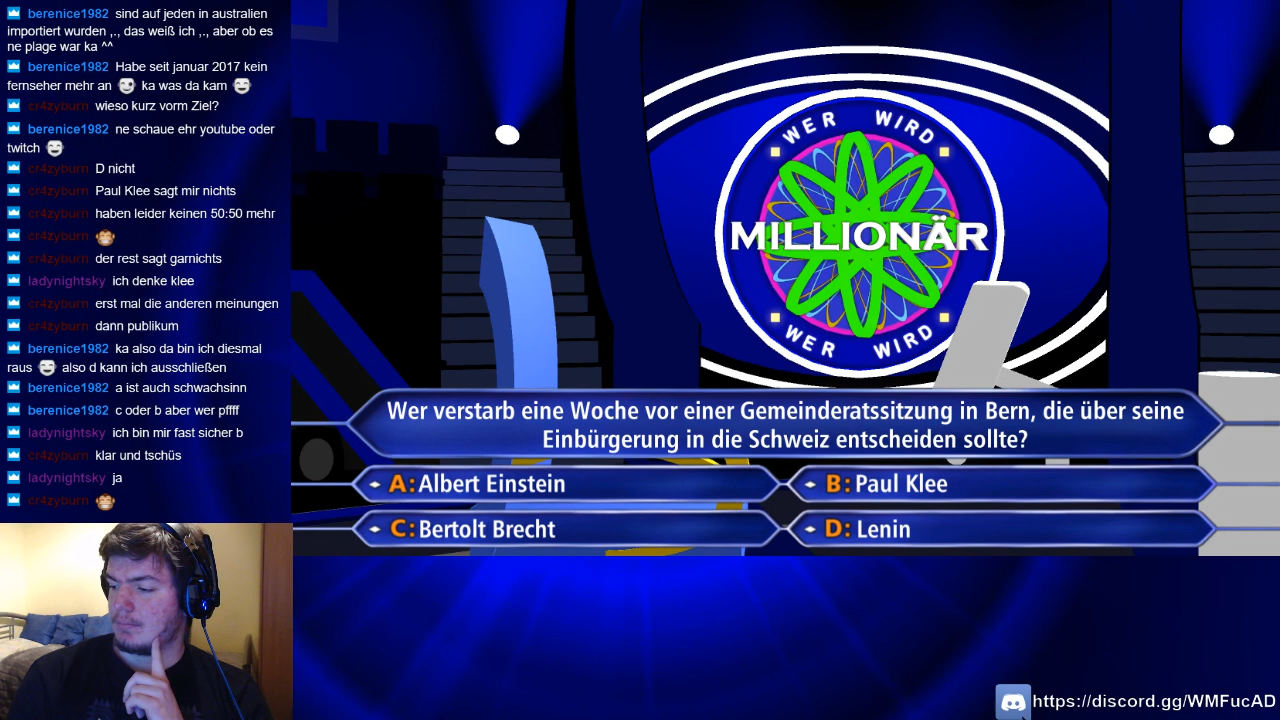 berenice1982 sind auf jeden in australien
importiert wurden ,., das weiß ich ,., aber ob es
ne plage war ka ^^
berenice1982 Habe seit januar 2017 kein
fernseher mehr an ka was da kam
cr4zyburn wieso kurz vorm Ziel?
berenice1982 ne schaue ehr youtube oder
twitch
cr4zyburn D nicht
cr4zyburn Paul Klee sagt mir nichts
cr4zyburn haben leider keinen 50:50 mehr
cr4zyburn
cr4zyburn der rest sagt garnichts
ladynightsky ich denke klee
cr4zyburn erst mal die anderen meinungen
cr4zyburn dann publikum
berenice1982 ka also da bin ich diesmal
raus also d kann ich ausschließen
berenice1982 a ist auch schwachsinn
berenice1982 c oder b aber wer pffff
ladynightsky ich bin mir fast sicher b
cr4zyburn klar und tschüs
ladynightsky ja
cr4zyburn
WER WIRD
MILLIONÄR
WER WIRD
Wer verstarb eine Woche vor einer Gemeinderatssitzung in Bern, die über seine
Einbürgerung in die Schweiz entscheiden sollte?
A: Albert Einstein
B: Paul Klee
C: Bertolt Brecht
D: Lenin
https://discord.gg/WMFucAD